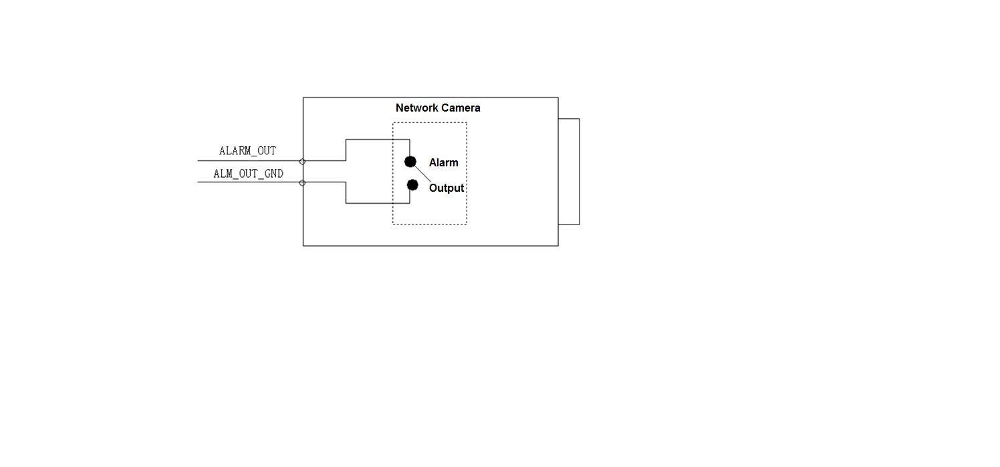 Network Camera
ALARM_OUT
Alarm
ALM_OUT_GND
Output